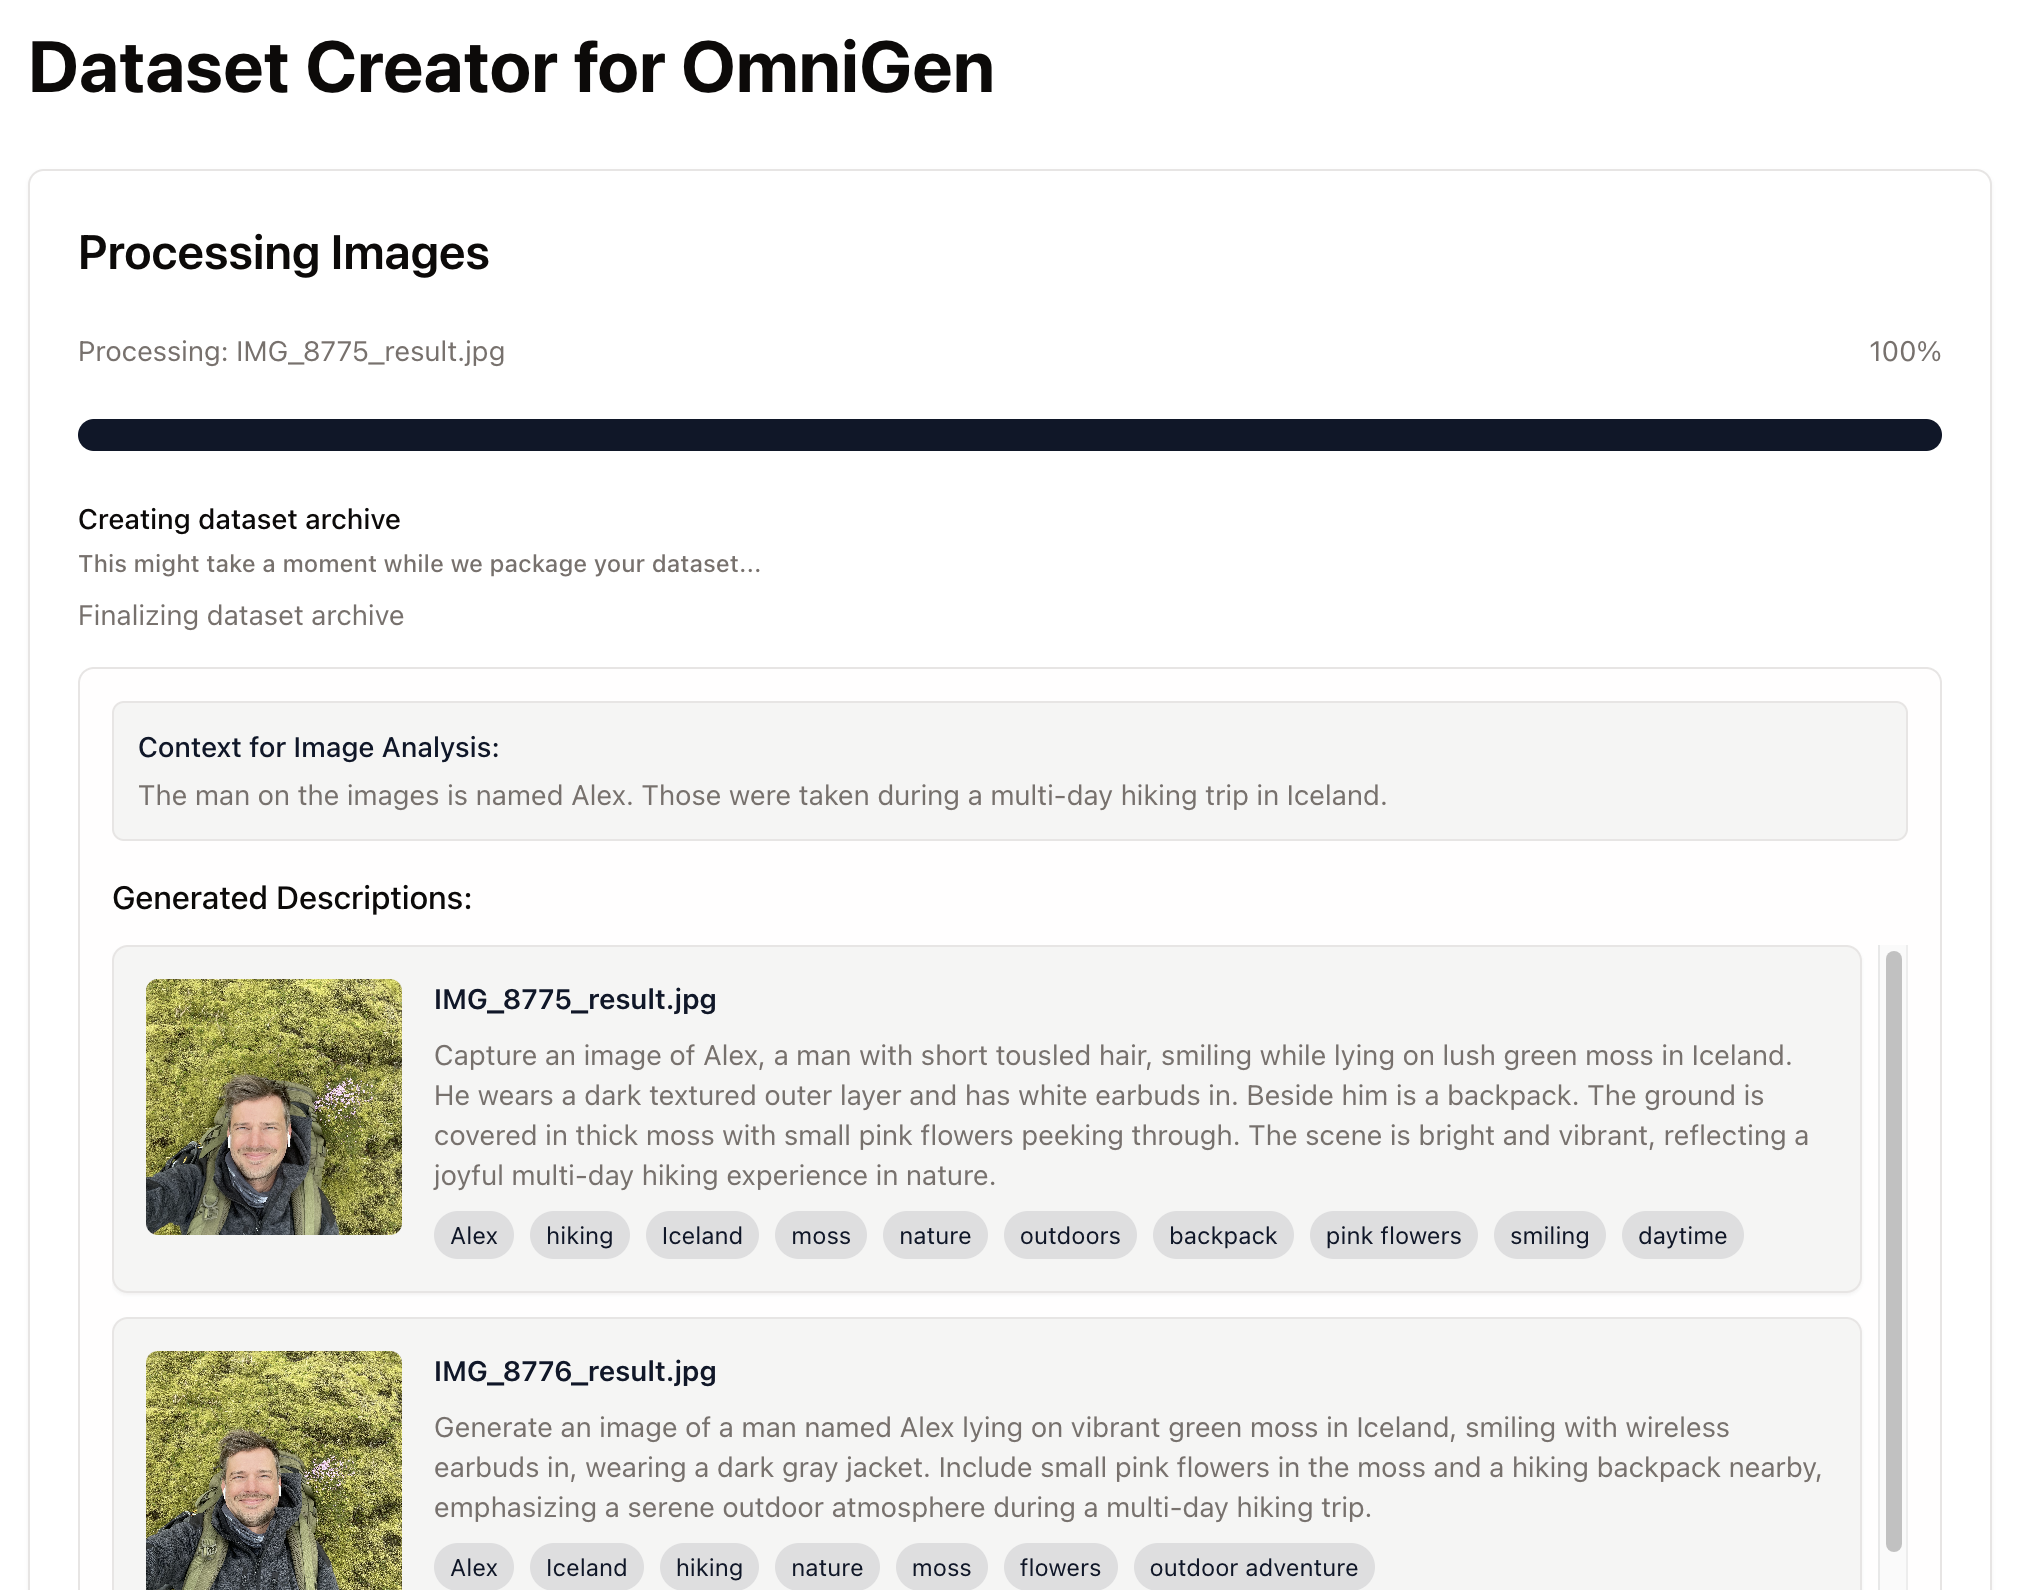 Dataset Creator for OmniGen
Processing Images
Processing: IMG_8775_result.jpg
100%
Creating dataset archive
This might take a moment while we package your dataset...
Finalizing dataset archive
Context for Image Analysis:
The man on the images is named Alex. Those were taken during a multi-day hiking trip in Iceland.
Generated Descriptions:
IMG_8775_result.jpg
Capture an image of Alex, a man with short tousled hair, smiling while lying on lush green moss in Iceland.
He wears a dark textured outer layer and has white earbuds in. Beside him is a backpack. The ground is
covered in thick moss with small pink flowers peeking through. The scene is bright and vibrant, reflecting a
joyful multi-day hiking experience in nature.
Alex hiking Iceland moss nature outdoors backpack pink flowers smiling daytime
IMG_8776_result.jpg
Generate an image of a man named Alex lying on vibrant green moss in Iceland, smiling with wireless
earbuds in, wearing a dark gray jacket. Include small pink flowers in the moss and a hiking backpack nearby,
emphasizing a serene outdoor atmosphere during a multi-day hiking trip.
Alex Iceland hiking nature moss flowers outdoor adventure